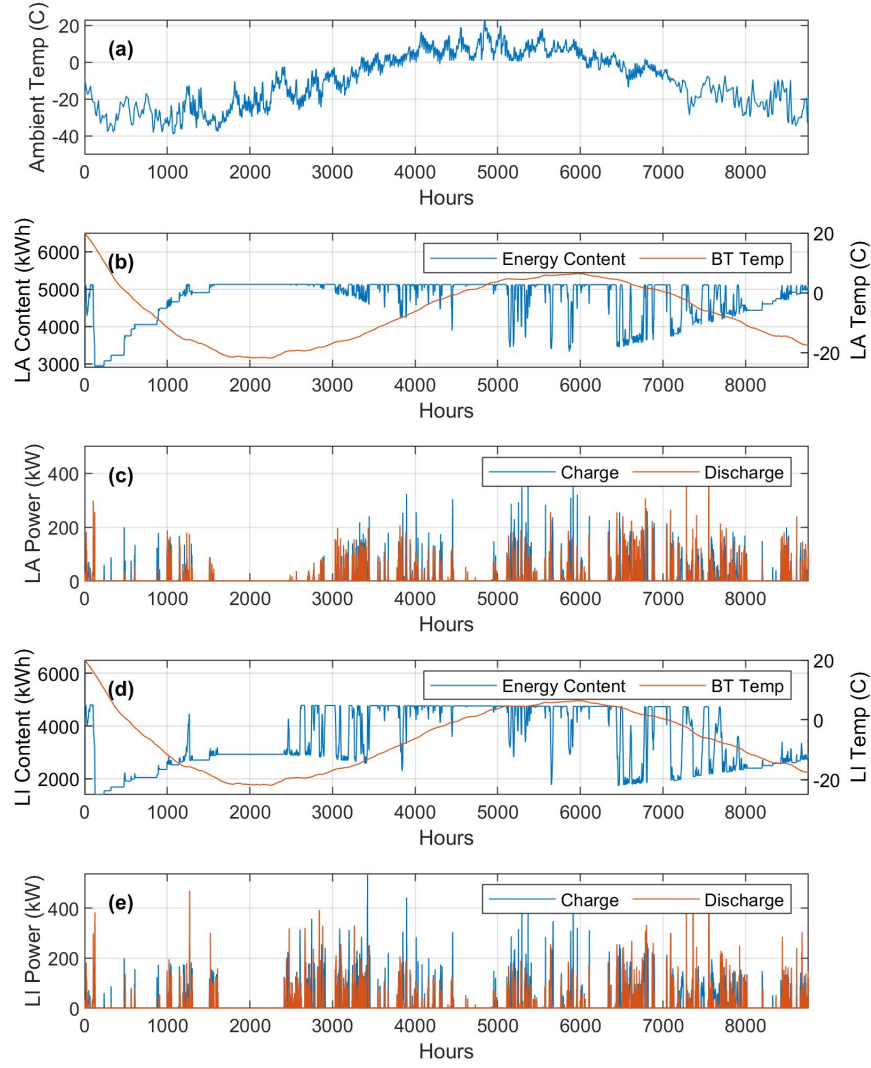 Ambient Temp (C)
20
0
-20
-40
(a)
0 1000 2000 3000 4000 5000 6000 7000 8000
Hours
LA Content (kWh)
6000
5000
4000
3000
(b)
Energy Content BT Temp
20
0
-20
LA Temp (C)
0 1000 2000 3000 4000 5000 6000 7000 8000
Hours
LA Power (kW)
400
200
0
(c)
Charge Discharge
0 1000 2000 3000 4000 5000 6000 7000 8000
Hours
LI Content (kWh)
6000
4000
2000
(d)
Energy Content BT Temp
20
0
-20
LI Temp (C)
0 1000 2000 3000 4000 5000 6000 7000 8000
Hours
LI Power (kW)
400
200
0
(e)
Charge Discharge
0 1000 2000 3000 4000 5000 6000 7000 8000
Hours